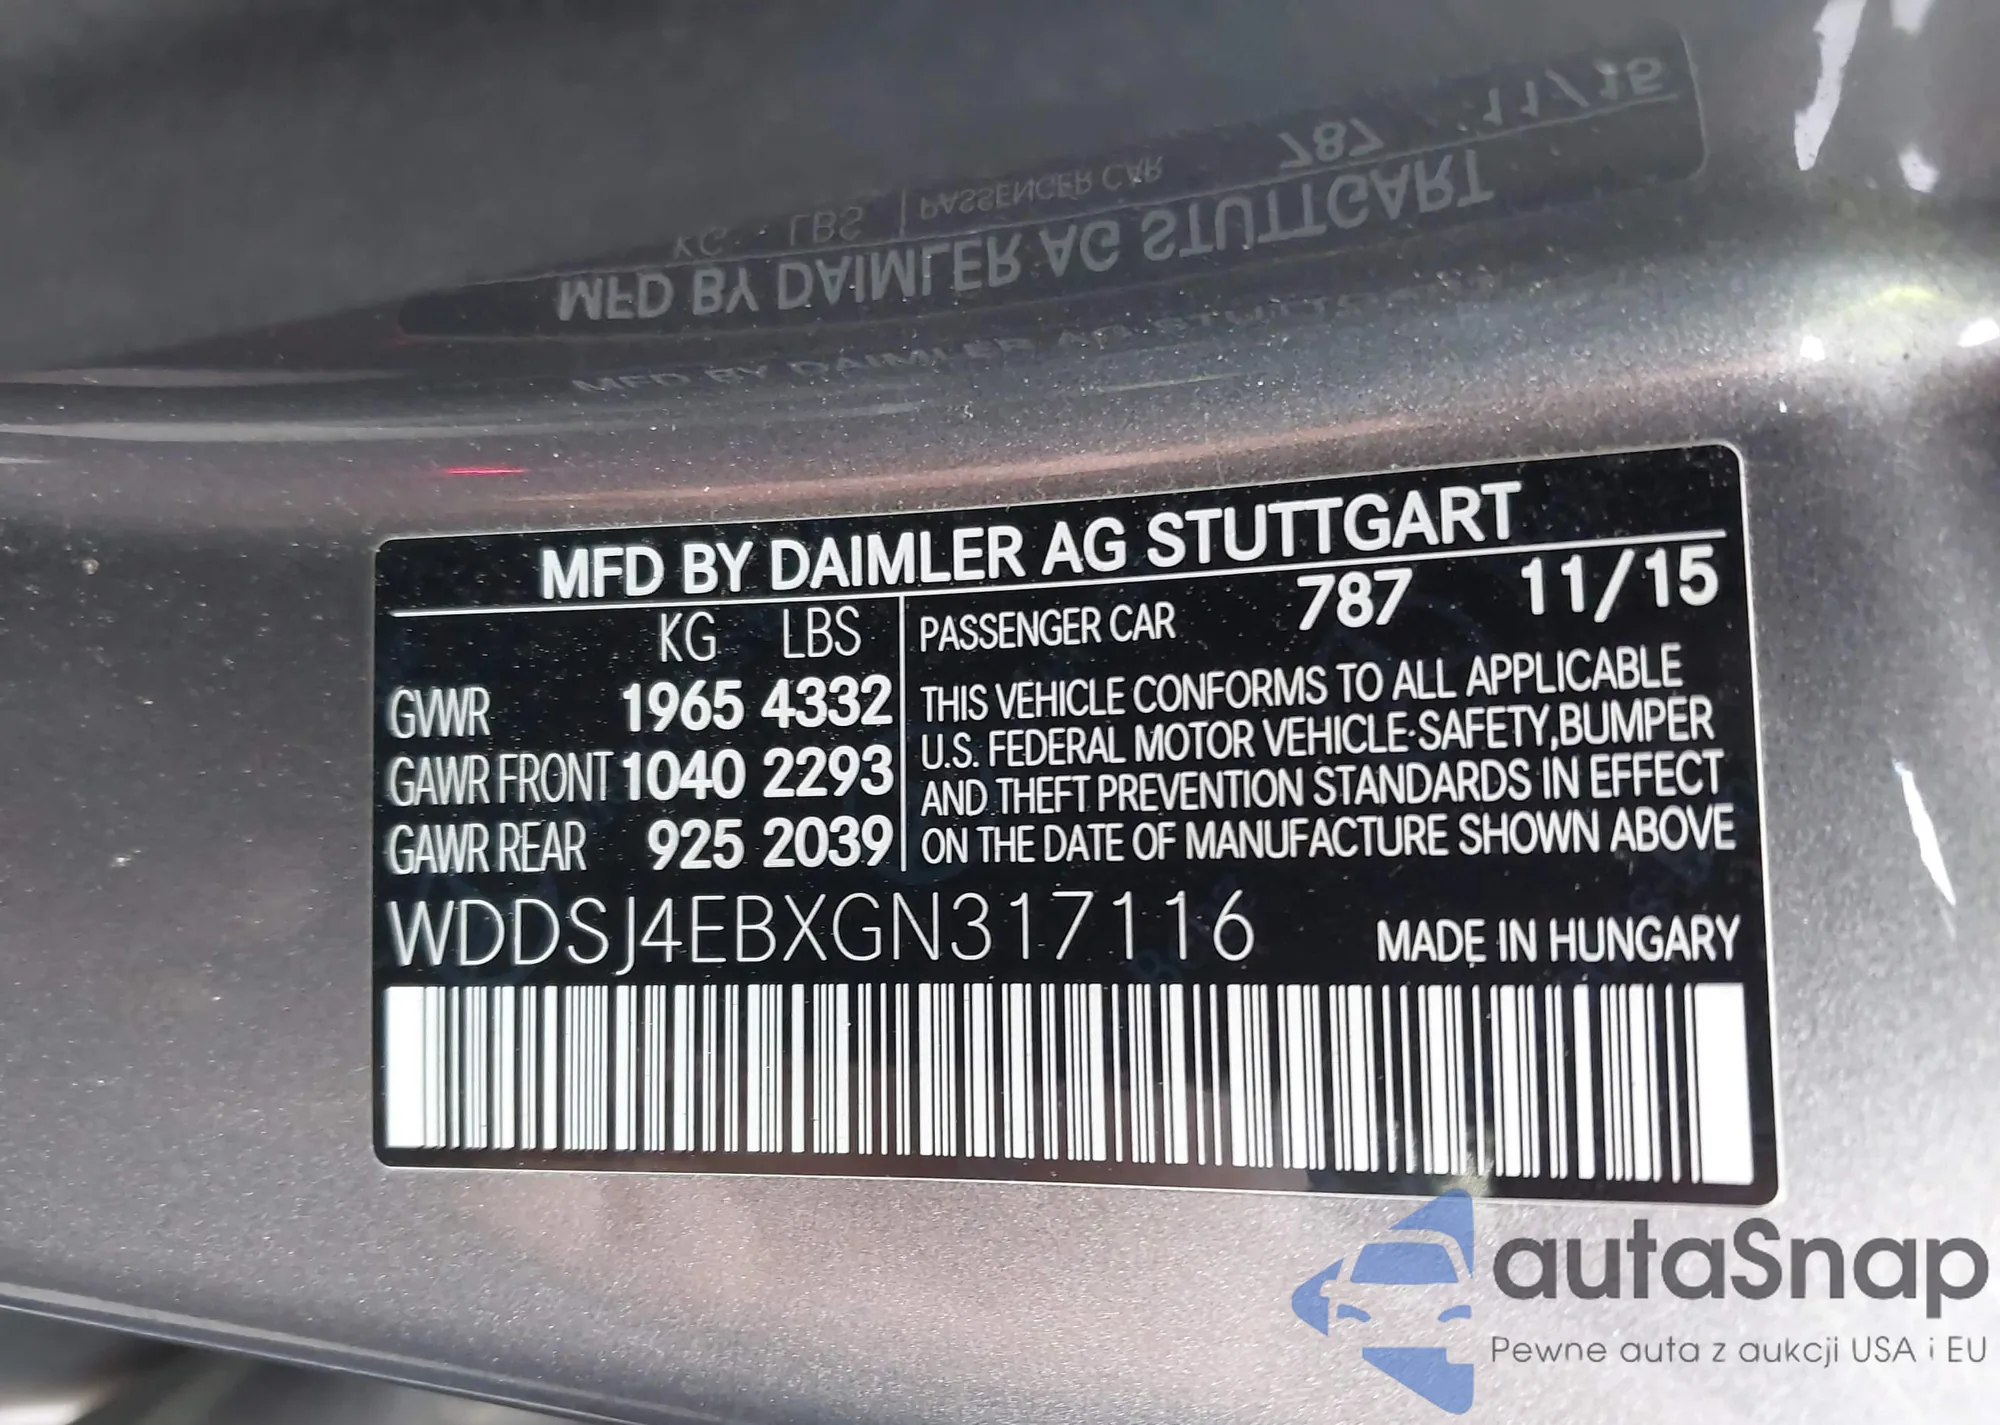 MFD BY DAIMLER AG STUTTGART
KG LBS
GVWR 1965 4332
GAWR FRONT 1040 2293
GAWR REAR 925 2039
PASSENGER CAR 787 11/15
THIS VEHICLE CONFORMS TO ALL APPLICABLE
U.S. FEDERAL MOTOR VEHICLE SAFETY, BUMPER
AND THEFT PREVENTION STANDARDS IN EFFECT
ON THE DATE OF MANUFACTURE SHOWN ABOVE
WDDSJ4EBXGN317116 MADE IN HUNGARY
autaSnap
Pewne auta z aukcji USA i EU